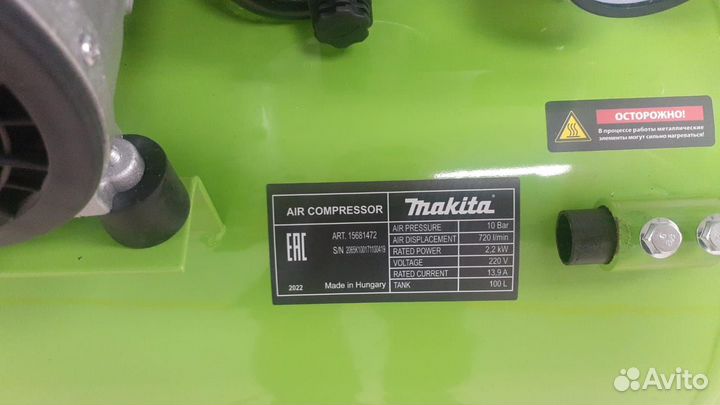 ОСТОРОЖНО!
В процессе работы металлические
элементы могут сильно нагреваться!
AIR COMPRESSOR
makita
ART. 15681472
S/N 2065K100171100419
EAC
2022
Made in Hungary
AIR PRESSURE 10 Bar
AIR DISPLACEMENT 720 l/min
RATED POWER 2,2 kW
VOLTAGE 220 V
RATED CURRENT 13,9 A
TANK 100 L
Avito